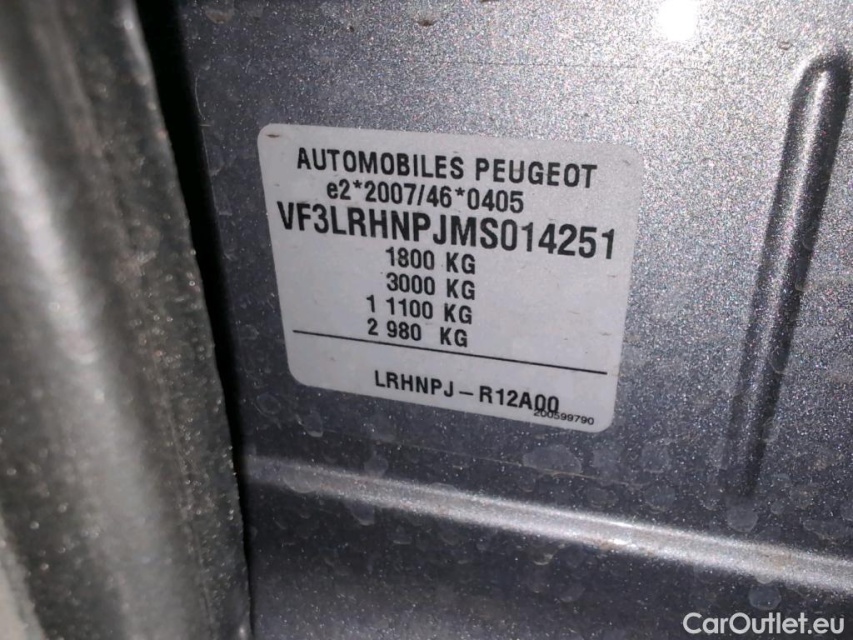 AUTOMOBILES PEUGEOT
e2*2007/46*0405
VF3LRHNPJMS014251
1800 KG
3000 KG
1 1100 KG
2 980 KG
LRHNPJ-R12A00
200599790
CarOutlet.eu